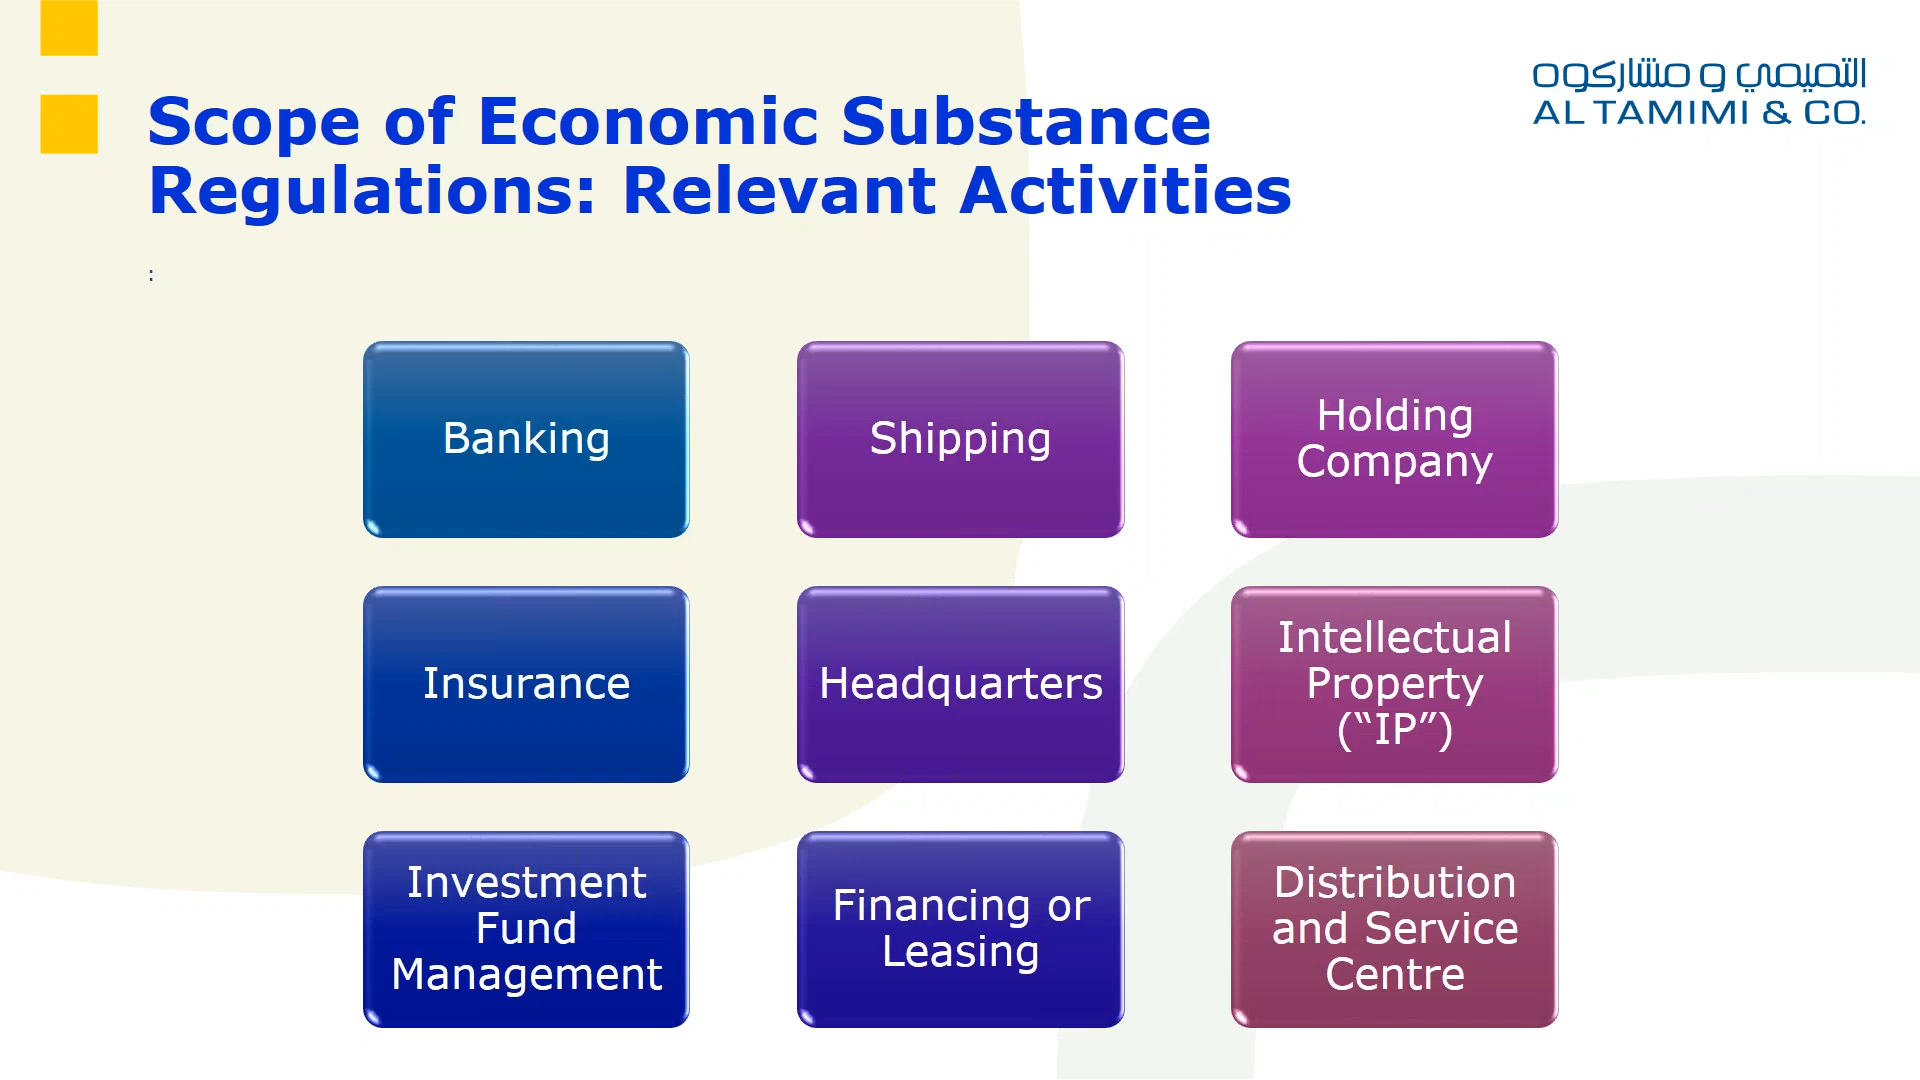 التميمي و مشاركوه
AL TAMIMI & CO.
Scope of Economic Substance
Regulations: Relevant Activities
:
Banking
Shipping
Holding
Company
Insurance
Headquarters
Intellectual
Property
(“IP”)
Investment
Fund
Management
Financing or
Leasing
Distribution
and Service
Centre